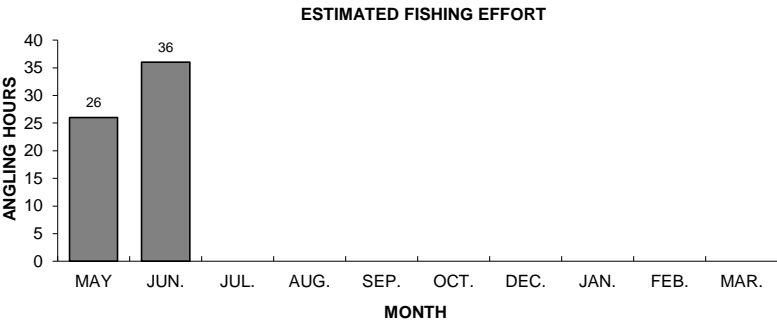 ESTIMATED FISHING EFFORT
ANGLING HOURS
40
35
30
25
20
15
10
5
0
26
36
MAY JUN. JUL. AUG. SEP. OCT. DEC. JAN. FEB. MAR.
MONTH